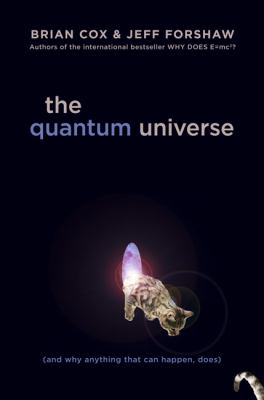 BRIAN COX & JEFF FORSHAW
Authors of the international bestseller WHY DOES E=mc²?
the
quantum universe
(and why anything that can happen, does)